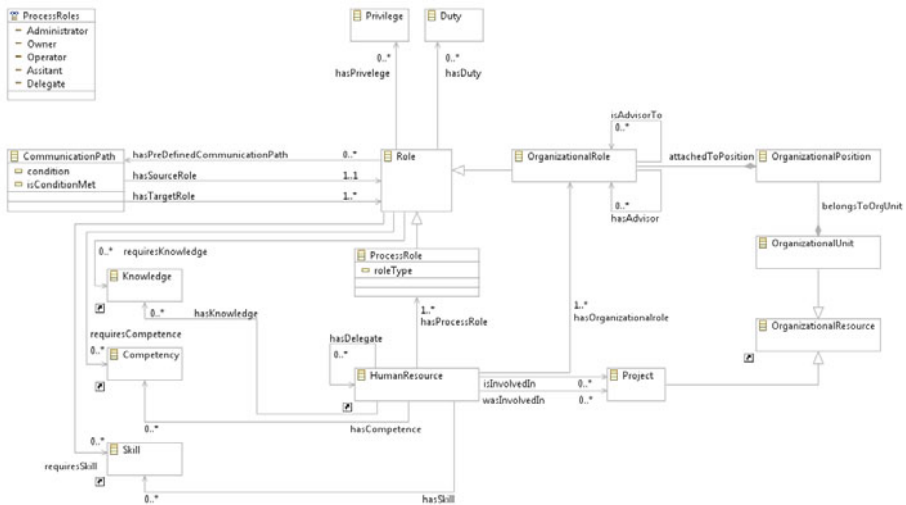 ProcessRoles
Administrator
Owner
Operator
Assitant
Delegate
Privilege
Duty
0..*
hasPrivelege
0..*
hasDuty
isAdvisorTo
0..*
CommunicationPath
condition
isConditionMet
hasPreDefinedCommunicationPath 0..*
hasSourceRole 1..1
hasTargetRole 1..*
Role
OrganizationalRole
attachedToPosition
OrganizationalPosition
0..*
hasAdvisor
belongsToOrgUnit
0..* requiresKnowledge
ProcessRole
roleType
OrganizationalUnit
Knowledge
0..* hasKnowledge
1..*
hasProcessRole
1..*
hasOrganizationalrole
OrganizationalResource
requiresCompetence
0..*
Competency
hasDelegate
0..*
HumanResource
isInvolvedIn 0..*
wasInvolvedIn 0..*
Project
0..*
hasCompetence
0..*
Skill
requiresSkill
0..*
hasSkill